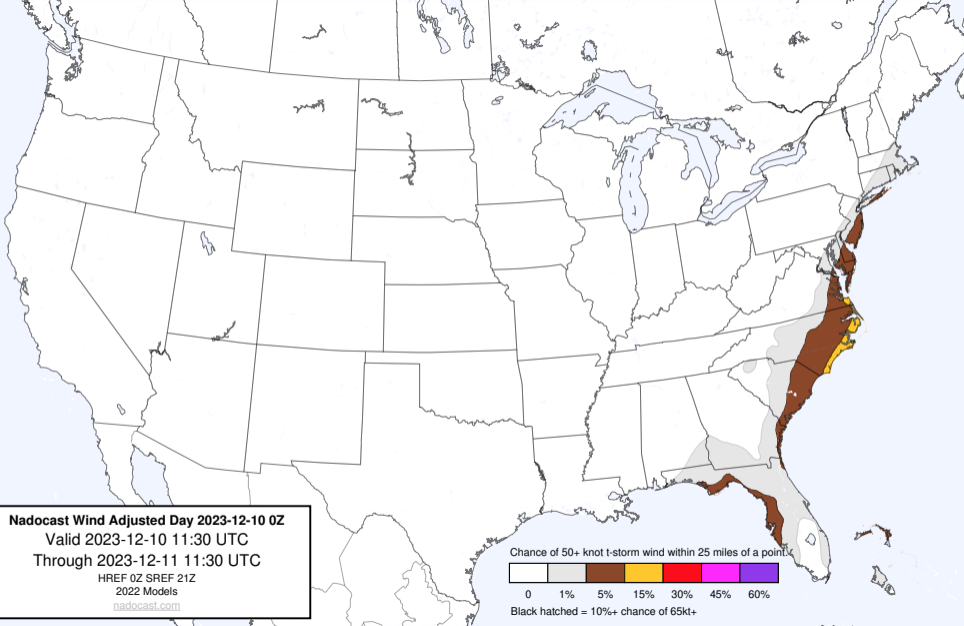 Nadocast Wind Adjusted Day 2023-12-10 0Z
Valid 2023-12-10 11:30 UTC
Through 2023-12-11 11:30 UTC
HREF 0Z SREF 21Z
2022 Models
nadocast.com
Chance of 50+ knot t-storm wind within 25 miles of a point.
0 1% 5% 15% 30% 45% 60%
Black hatched = 10%+ chance of 65kt+